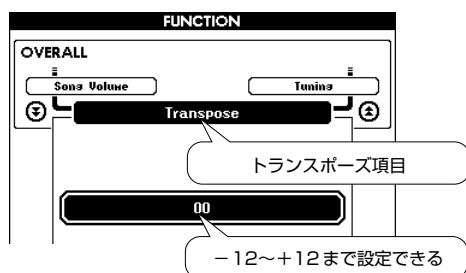 FUNCTION
OVERALL
Song Volume
Tuning
Transpose
トランスポーズ項目
00
－12〜＋12まで設定できる